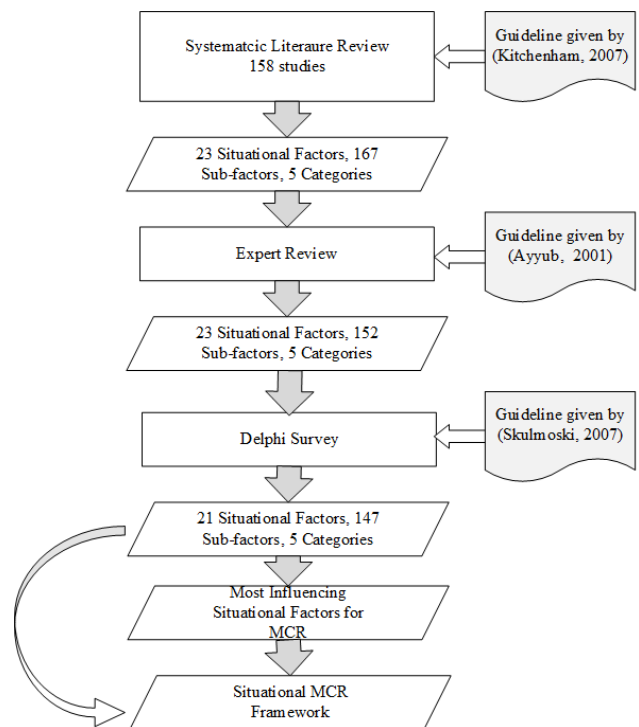 Systematcic Literaure Review
158 studies
Guideline given by
(Kitchenham, 2007)
23 Situational Factors, 167
Sub-factors, 5 Categories
Expert Review
Guideline given by
(Ayyub, 2001)
23 Situational Factors, 152
Sub-factors, 5 Categories
Delphi Survey
Guideline given by
(Skulmoski, 2007)
21 Situational Factors, 147
Sub-factors, 5 Categories
Most Influencing
Situational Factors for
MCR
Situational MCR
Framework